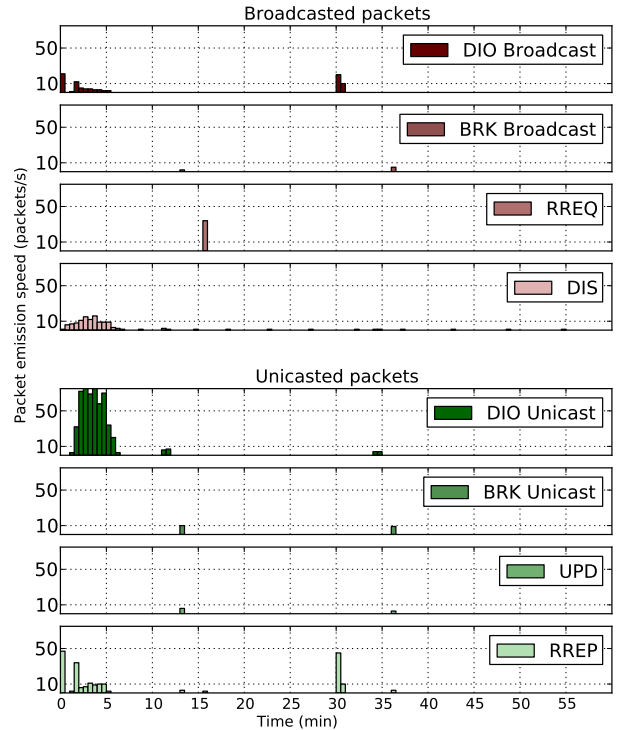 Broadcasted packets
50
10
DIO Broadcast
50
10
BRK Broadcast
50
10
RREQ
50
10
DIS
Packet emission speed (packets/s)
Unicasted packets
50
10
DIO Unicast
50
10
BRK Unicast
50
10
UPD
50
10
RREP
0 5 10 15 20 25 30 35 40 45 50 55
Time (min)